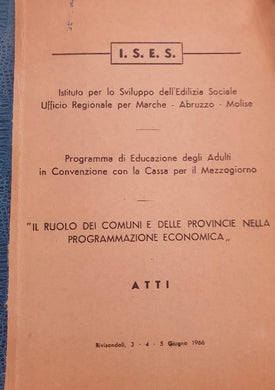 I. S. E. S.
Istituto per lo Sviluppo dell'Edilizia Sociale
Ufficio Regionale per Marche - Abruzzo - Molise
Programma di Educazione degli Adulti
in Convenzione con la Cassa per il Mezzogiorno
"IL RUOLO DEI COMUNI E DELLE PROVINCIE NELLA
PROGRAMMAZIONE ECONOMICA„
ATTI
Rivisondoli, 3 - 4 - 5 Giugno 1966